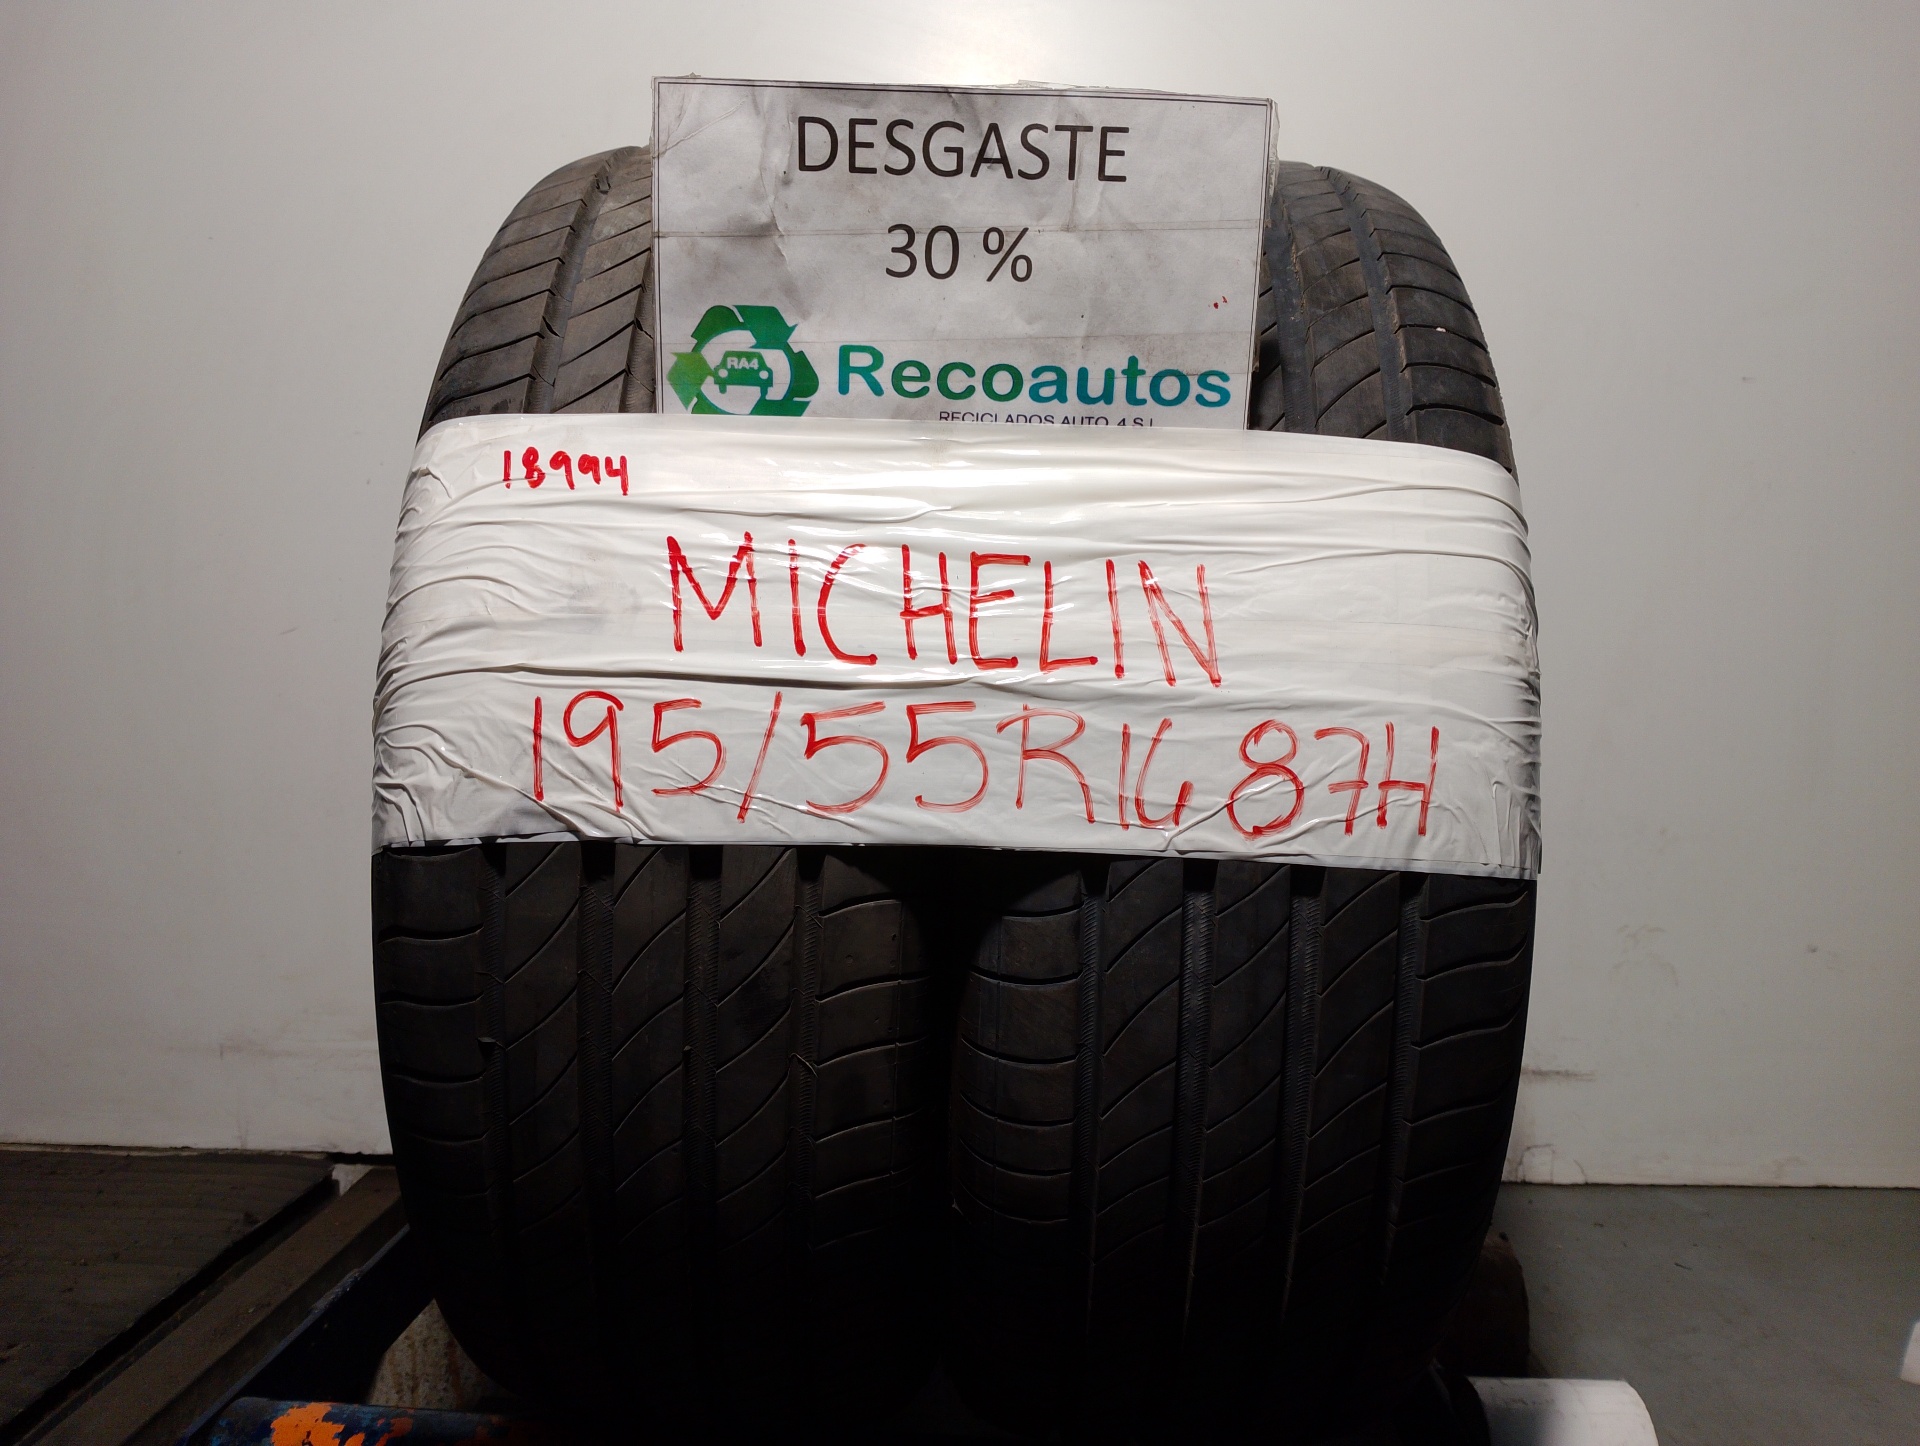 DESGASTE
30 %
RA4
Recoautos
RECICLADOS AUTO 4 S.L
18994
MICHELIN
195/55R16 87H